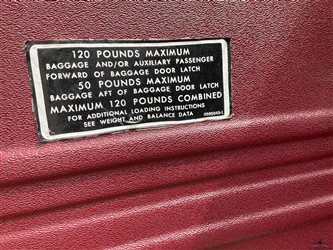 120 POUNDS MAXIMUM
BAGGAGE AND/OR AUXILIARY PASSENGER
FORWARD OF BAGGAGE DOOR LATCH
50 POUNDS MAXIMUM
BAGGAGE AFT OF BAGGAGE DOOR LATCH
MAXIMUM 120 POUNDS COMBINED
FOR ADDITIONAL LOADING INSTRUCTIONS
SEE WEIGHT AND BALANCE DATA